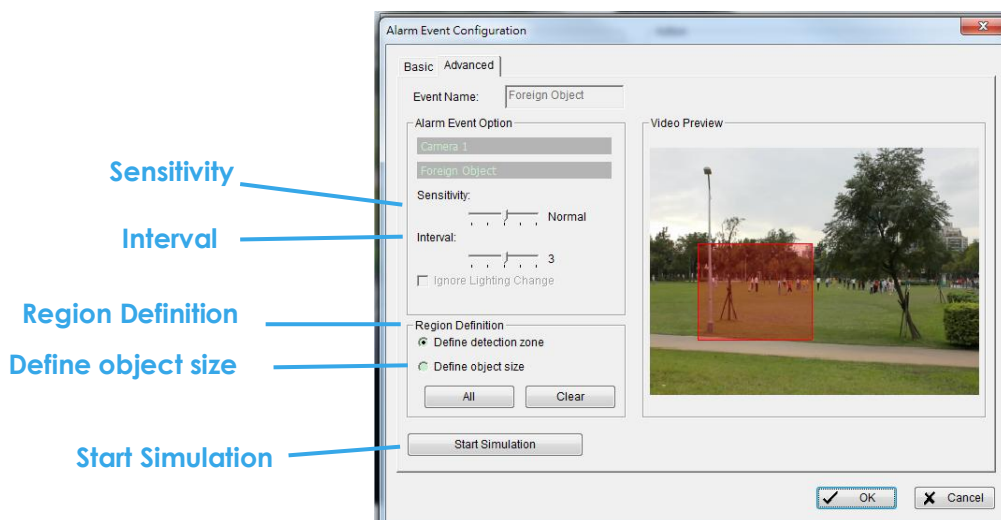 Alarm Event Configuration
Basic
Advanced
Event Name:
Foreign Object
Alarm Event Option
Camera 1
Foreign Object
Sensitivity:
Normal
Interval:
3
Ignore Lighting Change
Region Definition
Define detection zone
Define object size
All
Clear
Start Simulation
Video Preview
OK
Cancel
Sensitivity
Interval
Region Definition
Define object size
Start Simulation